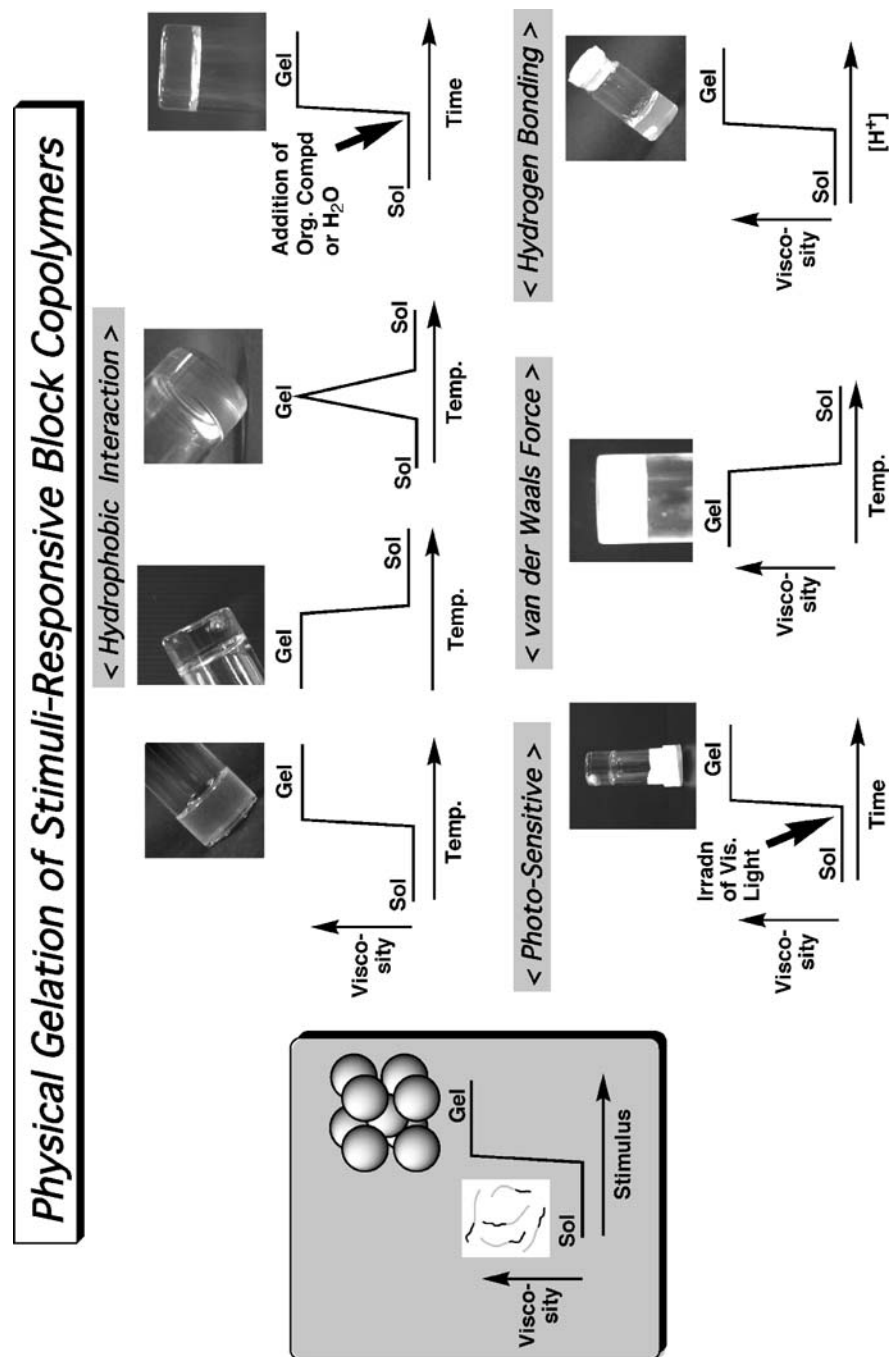 Physical Gelation of Stimuli-Responsive Block Copolymers
Visco-
sity
Sol
Gel
Stimulus
< Hydrophobic Interaction >
Visco-
sity
Sol
Gel
Temp.
Gel
Sol
Temp.
Sol
Gel
Sol
Temp.
Addition of
Org. Compd
or H₂O
Sol
Gel
Time
< Photo-Sensitive >
Visco-
sity
Irradn
of Vis.
Light
Sol
Gel
Time
< van der Waals Force >
Visco-
sity
Gel
Sol
Temp.
< Hydrogen Bonding >
Visco-
sity
Sol
Gel
[H⁺]